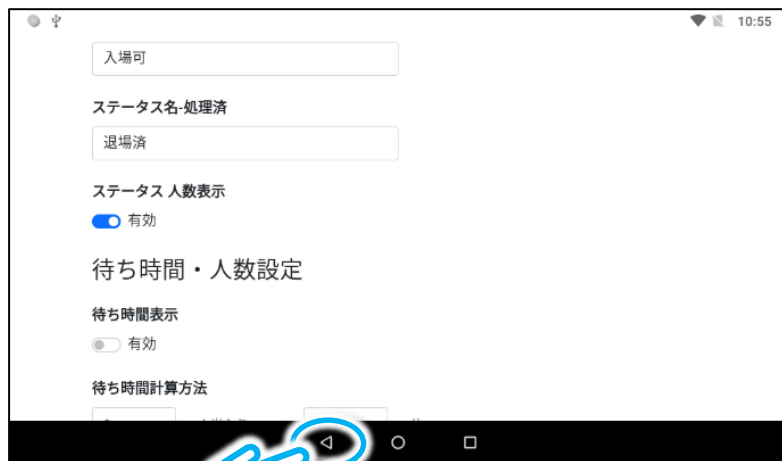 10:55
入場可
ステータス名-処理済
退場済
ステータス 人数表示
有効
待ち時間・人数設定
待ち時間表示
有効
待ち時間計算方法